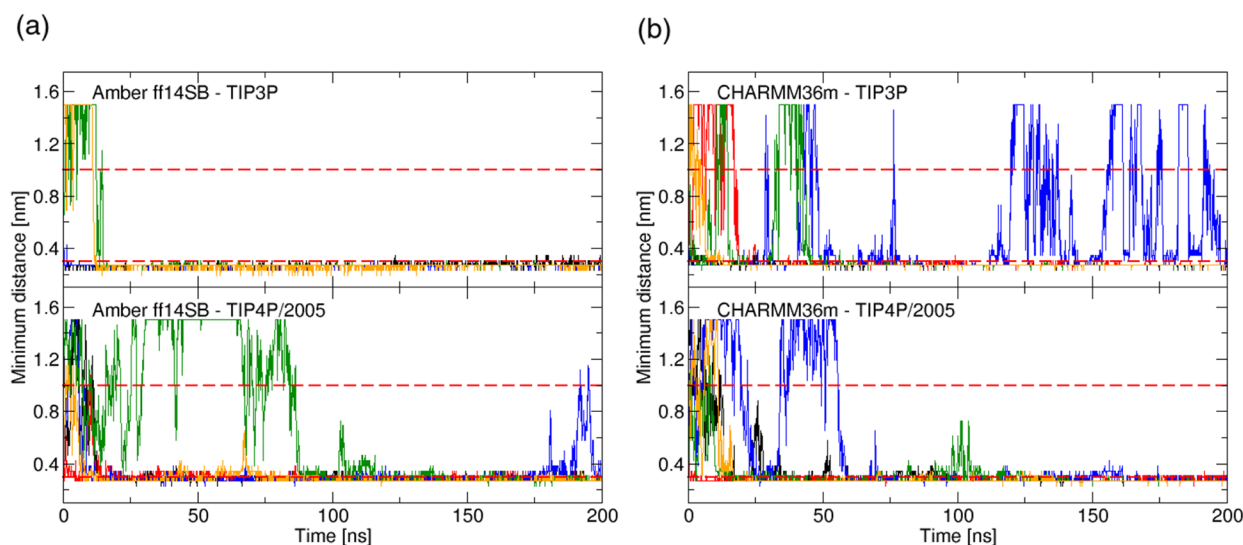 (a)
Amber ff14SB - TIP3P
1.6
1.2
0.8
0.4
Amber ff14SB - TIP4P/2005
1.6
1.2
0.8
0.4
Minimum distance [nm]
0 50 100 150 200
Time [ns]
(b)
CHARMM36m - TIP3P
1.6
1.2
0.8
0.4
CHARMM36m - TIP4P/2005
1.6
1.2
0.8
0.4
Minimum distance [nm]
0 50 100 150 200
Time [ns]